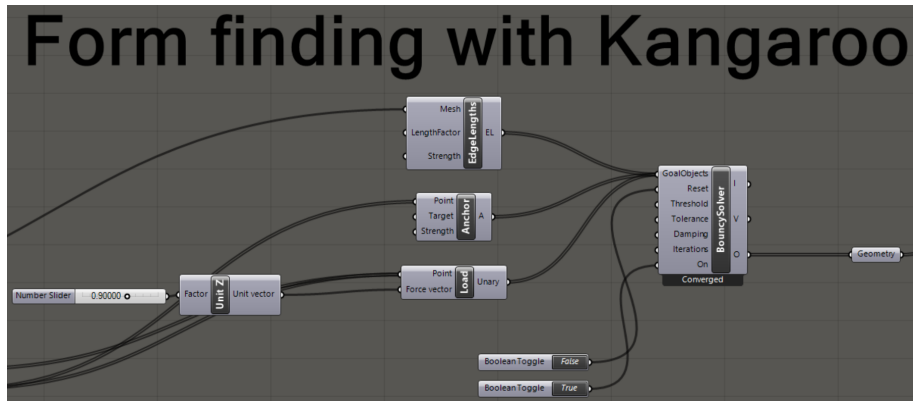 Form finding with Kangaroo
Mesh
LengthFactor
Strength
EdgeLengths
EL
Point
Target
Strength
Anchor
A
Point
Force vector
Load
Unary
Number Slider
0.90000
Factor
Unit Z
Unit vector
GoalObjects
Reset
Threshold
Tolerance
Damping
Iterations
On
BouncySolver
I
V
O
Converged
Geometry
Boolean Toggle False
Boolean Toggle True